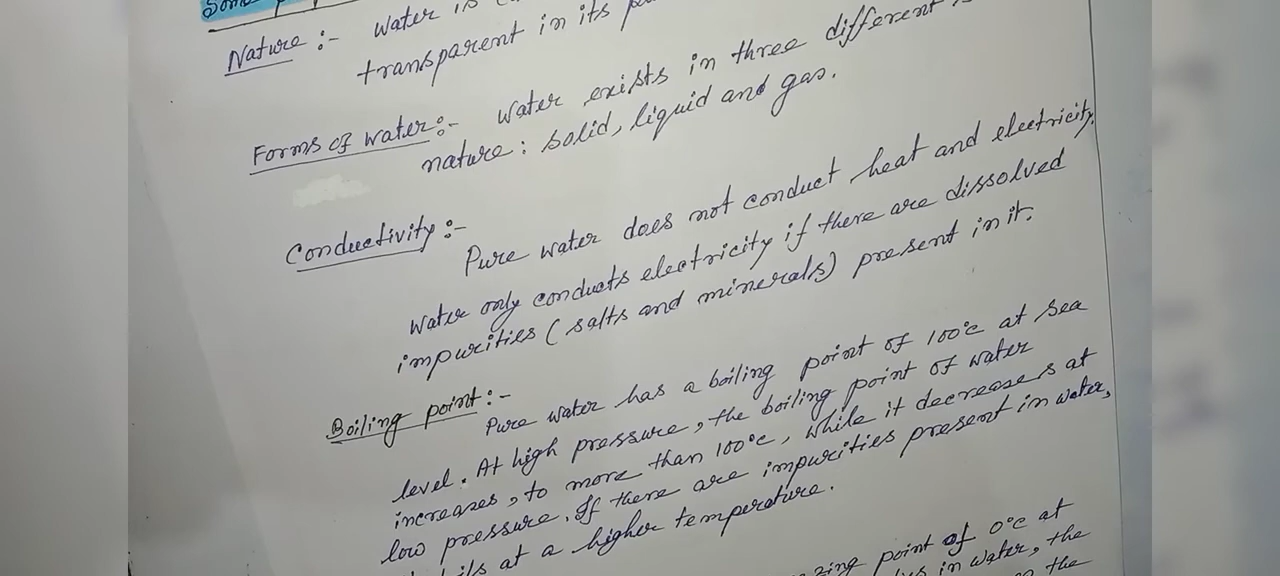 Nature :- Water is
transparent in its
Forms of water:- Water exists in three different
nature: solid, liquid and gas.
Conductivity :-
Pure water does not conduct heat and electricity.
Water only conducts electricity if there are dissolved
impurities ( salts and minerals) present in it.
Boiling point :-
Pure water has a boiling point of 100°c at sea
level. At high pressure, the boiling point of water
increases, to more than 100°c, while it decreases at
low pressure. If there are impurities present in water,
at a higher temperature.
point of 0°c at
in water, the
the